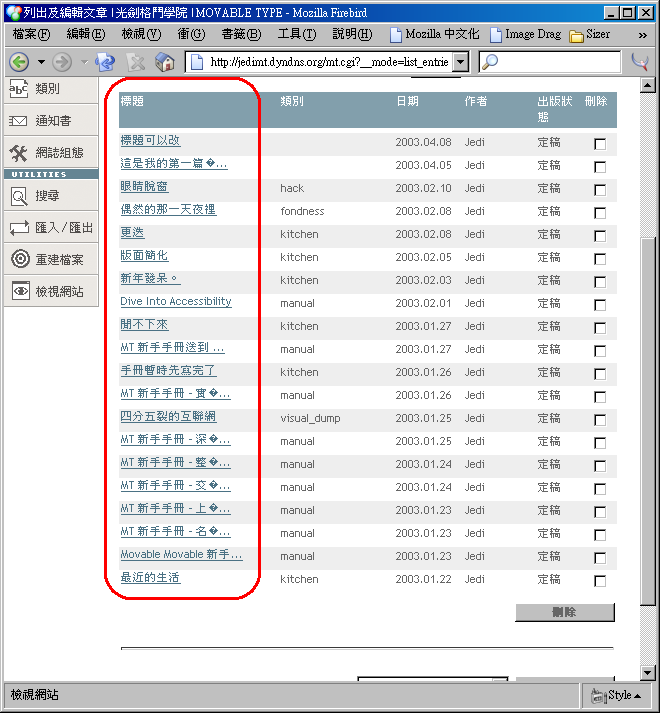 列出及編輯文章 | 光劍格鬥學院 | MOVABLE TYPE - Mozilla Firebird
檔案(F) 編輯(E) 檢視(V) 衝(G) 書籤(B) 工具(T) 說明(H) Mozilla 中文化 Image Drag Sizer »
http://jedimt.dyndns.org/mt.cgi?__mode=list_entrie
類別
通知書
網誌組態
UTILITIES
搜尋
匯入/匯出
重建檔案
檢視網站
標題 類別 日期 作者 出版狀態 刪除
標題可以改 2003.04.08 Jedi 定稿
這是我的第一篇�... 2003.04.05 Jedi 定稿
眼睛脫窗 hack 2003.02.10 Jedi 定稿
偶然的那一天夜裡 fondness 2003.02.08 Jedi 定稿
更迭 kitchen 2003.02.08 Jedi 定稿
版面簡化 kitchen 2003.02.05 Jedi 定稿
新年發呆。 kitchen 2003.02.03 Jedi 定稿
Dive Into Accessibility manual 2003.02.01 Jedi 定稿
閒不下來 kitchen 2003.01.27 Jedi 定稿
MT 新手手冊送到 ... manual 2003.01.27 Jedi 定稿
手冊暫時先寫完了 kitchen 2003.01.26 Jedi 定稿
MT 新手手冊 - 實�... manual 2003.01.26 Jedi 定稿
四分五裂的互聯網 visual_dump 2003.01.25 Jedi 定稿
MT 新手手冊 - 深�... manual 2003.01.25 Jedi 定稿
MT 新手手冊 - 整�... manual 2003.01.24 Jedi 定稿
MT 新手手冊 - 交�... manual 2003.01.24 Jedi 定稿
MT 新手手冊 - 上�... manual 2003.01.23 Jedi 定稿
MT 新手手冊 - 名�... manual 2003.01.23 Jedi 定稿
Movable Movable 新手... manual 2003.01.23 Jedi 定稿
最近的生活 kitchen 2003.01.22 Jedi 定稿
刪除
檢視網站 Style